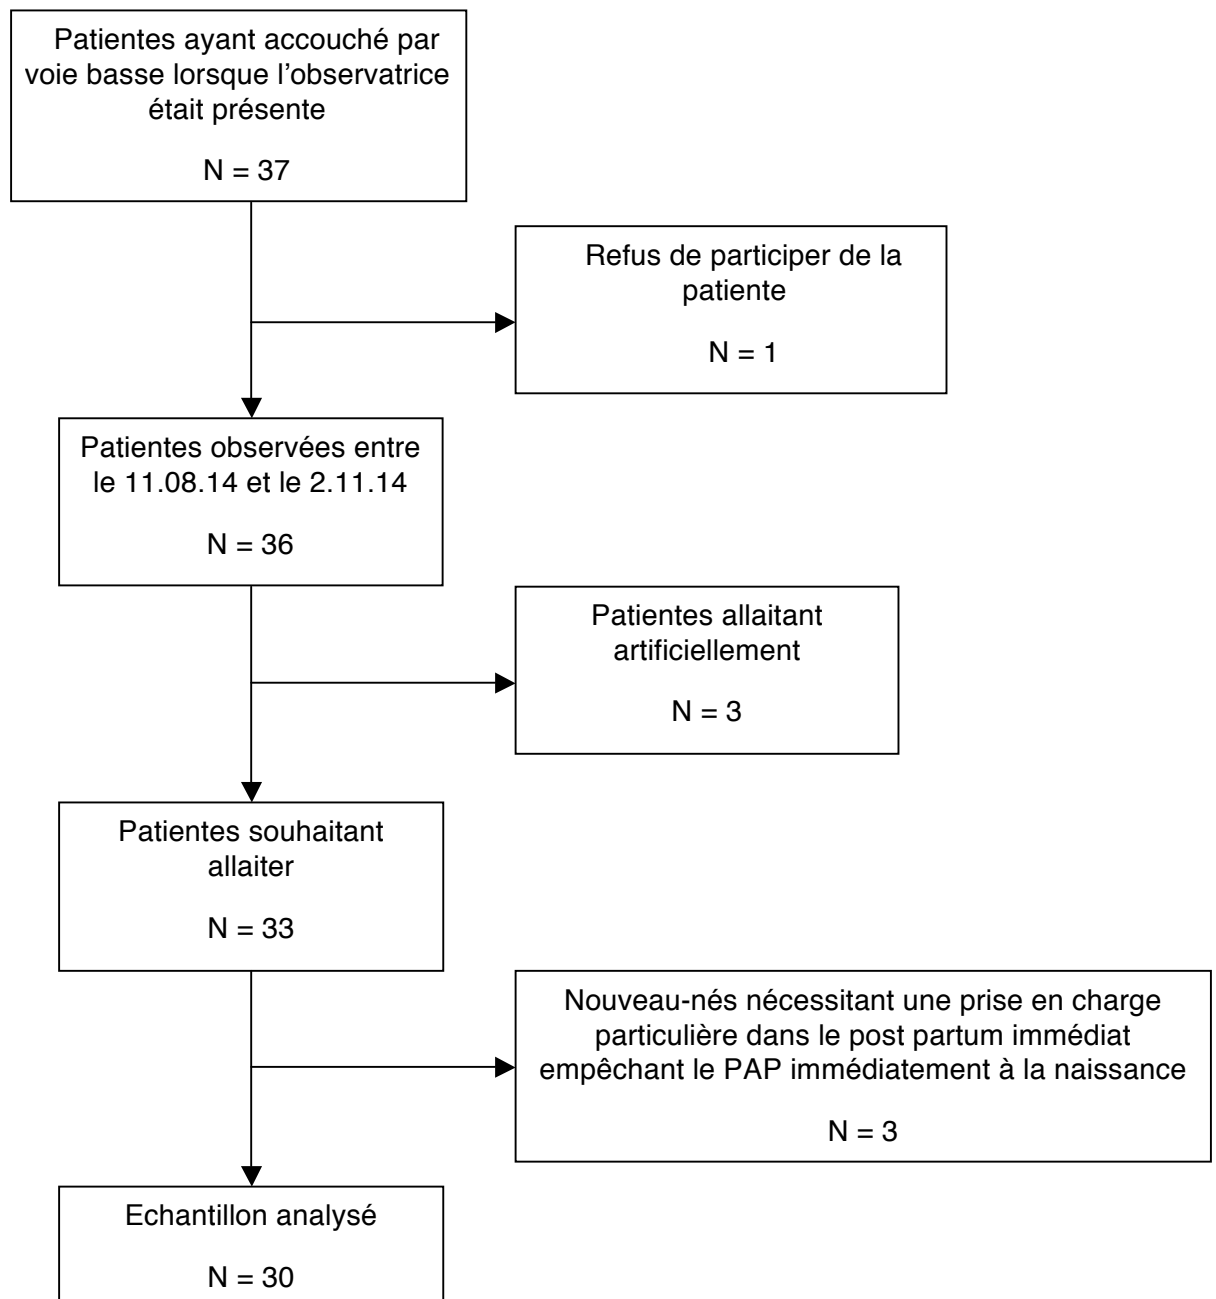 Patientes ayant accouché par
voie basse lorsque l'observatrice
était présente
N = 37
Refus de participer de la
patiente
N = 1
Patientes observées entre
le 11.08.14 et le 2.11.14
N = 36
Patientes allaitant
artificiellement
N = 3
Patientes souhaitant
allaiter
N = 33
Nouveau-nés nécessitant une prise en charge
particulière dans le post partum immédiat
empêchant le PAP immédiatement à la naissance
N = 3
Echantillon analysé
N = 30